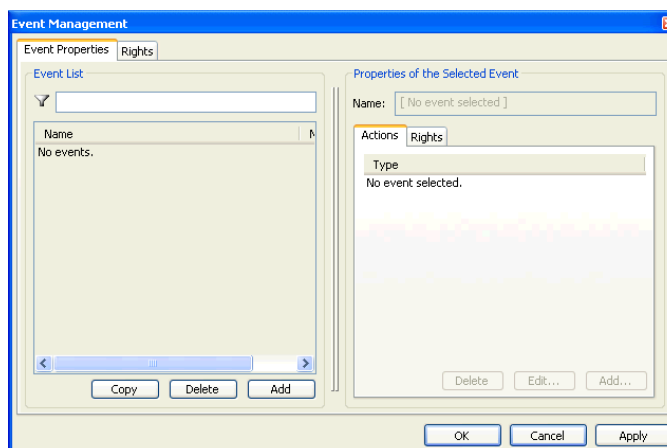 Event Management
Event Properties Rights
Event List
Name
No events.
Copy Delete Add
Properties of the Selected Event
Name: [ No event selected ]
Actions Rights
Type
No event selected.
Delete Edit... Add...
OK Cancel Apply